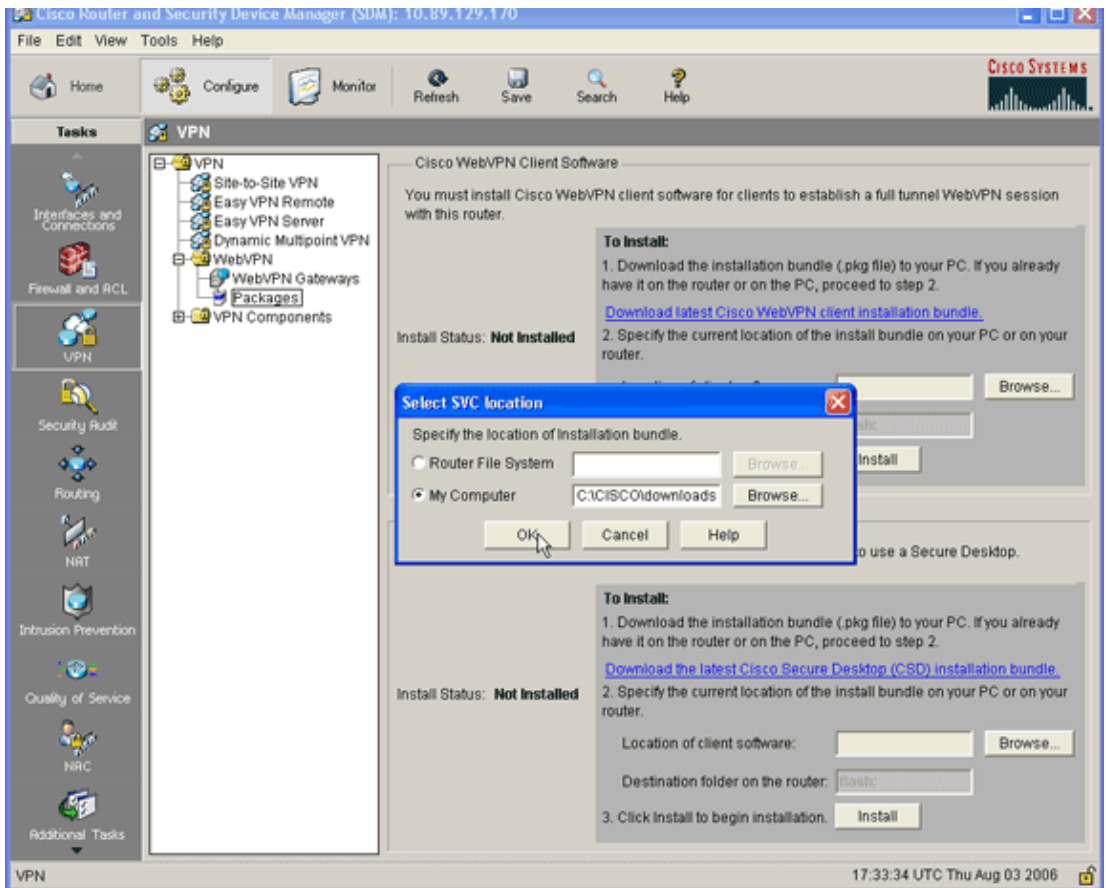 Cisco Router and Security Device Manager (SDM): 10.89.129.170
File Edit View Tools Help
Home
Configure
Monitor
Refresh
Save
Search
Help
CISCO SYSTEMS
Tasks
VPN
Interfaces and Connections
Firewall and ACL
VPN
Security Audit
Routing
NAT
Intrusion Prevention
Quality of Service
NAC
Additional Tasks
VPN
Site-to-Site VPN
Easy VPN Remote
Easy VPN Server
Dynamic Multipoint VPN
WebVPN
WebVPN Gateways
Packages
VPN Components
Cisco WebVPN Client Software
You must install Cisco WebVPN client software for clients to establish a full tunnel WebVPN session
with this router.
Install Status: Not Installed
To Install:
1. Download the installation bundle (.pkg file) to your PC. If you already
have it on the router or on the PC, proceed to step 2.
Download latest Cisco WebVPN client installation bundle.
2. Specify the current location of the install bundle on your PC or on your
router.
Browse...
Install
Select SVC location
Specify the location of Installation bundle.
Router File System
Browse...
My Computer
C:\CISCO\downloads
Browse...
OK
Cancel
Help
to use a Secure Desktop.
Install Status: Not Installed
To Install:
1. Download the installation bundle (.pkg file) to your PC. If you already
have it on the router or on the PC, proceed to step 2.
Download the latest Cisco Secure Desktop (CSD) installation bundle.
2. Specify the current location of the install bundle on your PC or on your
router.
Location of client software:
Browse...
Destination folder on the router:
flash:
3. Click Install to begin installation.
Install
VPN
17:33:34 UTC Thu Aug 03 2006